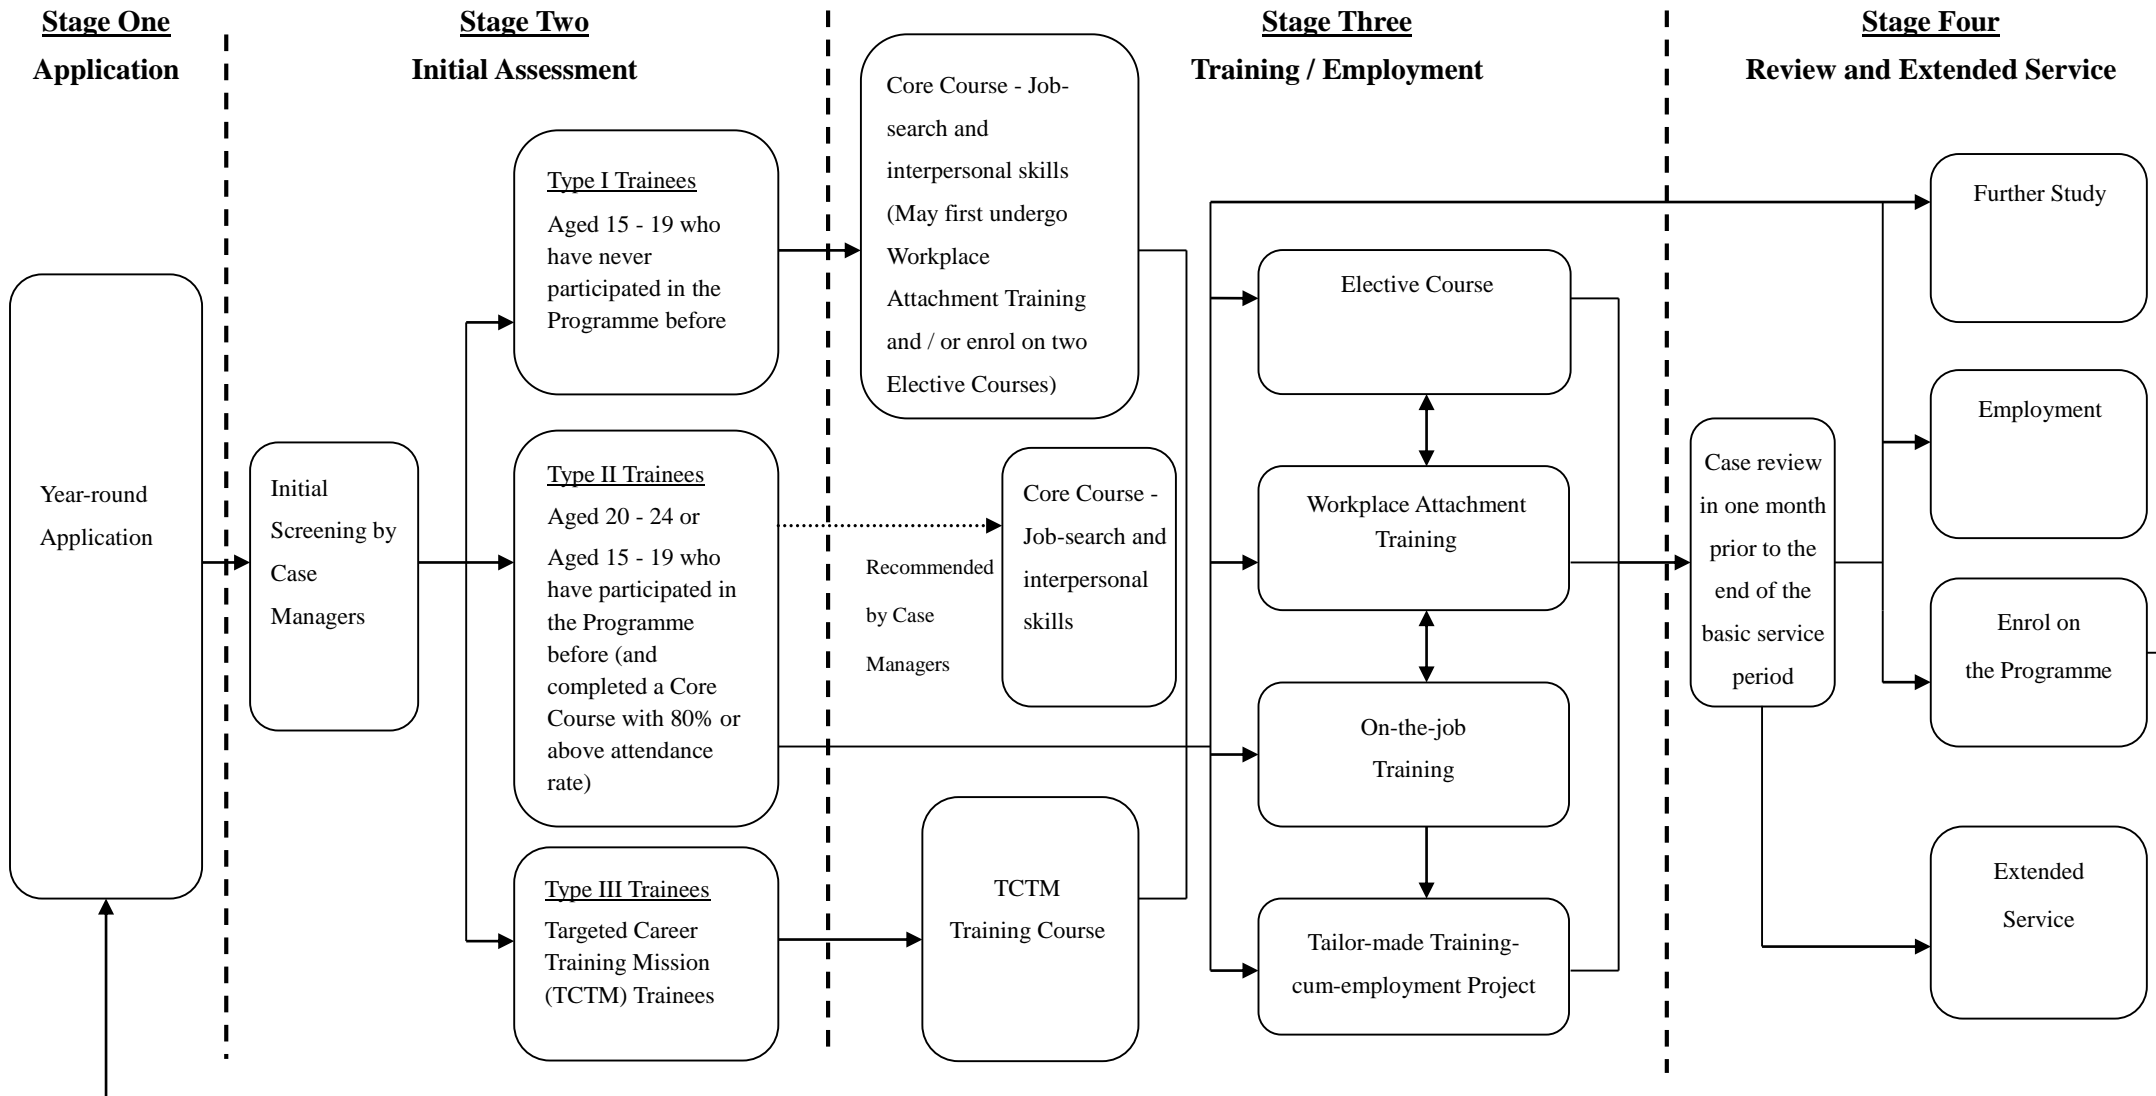 Stage One
Application
Stage Two
Initial Assessment
Stage Three
Training / Employment
Stage Four
Review and Extended Service
Year-round
Application
Initial
Screening by
Case
Managers
Type I Trainees
Aged 15 - 19 who
have never
participated in the
Programme before
Type II Trainees
Aged 20 - 24 or
Aged 15 - 19 who
have participated in
the Programme
before (and
completed a Core
Course with 80% or
above attendance
rate)
Type III Trainees
Targeted Career
Training Mission
(TCTM) Trainees
Core Course - Job-
search and
interpersonal skills
(May first undergo
Workplace
Attachment Training
and / or enrol on two
Elective Courses)
Recommended
by Case
Managers
Core Course -
Job-search and
interpersonal
skills
TCTM
Training Course
Elective Course
Workplace Attachment
Training
On-the-job
Training
Tailor-made Training-
cum-employment Project
Case review
in one month
prior to the
end of the
basic service
period
Further Study
Employment
Enrol on
the Programme
Extended
Service